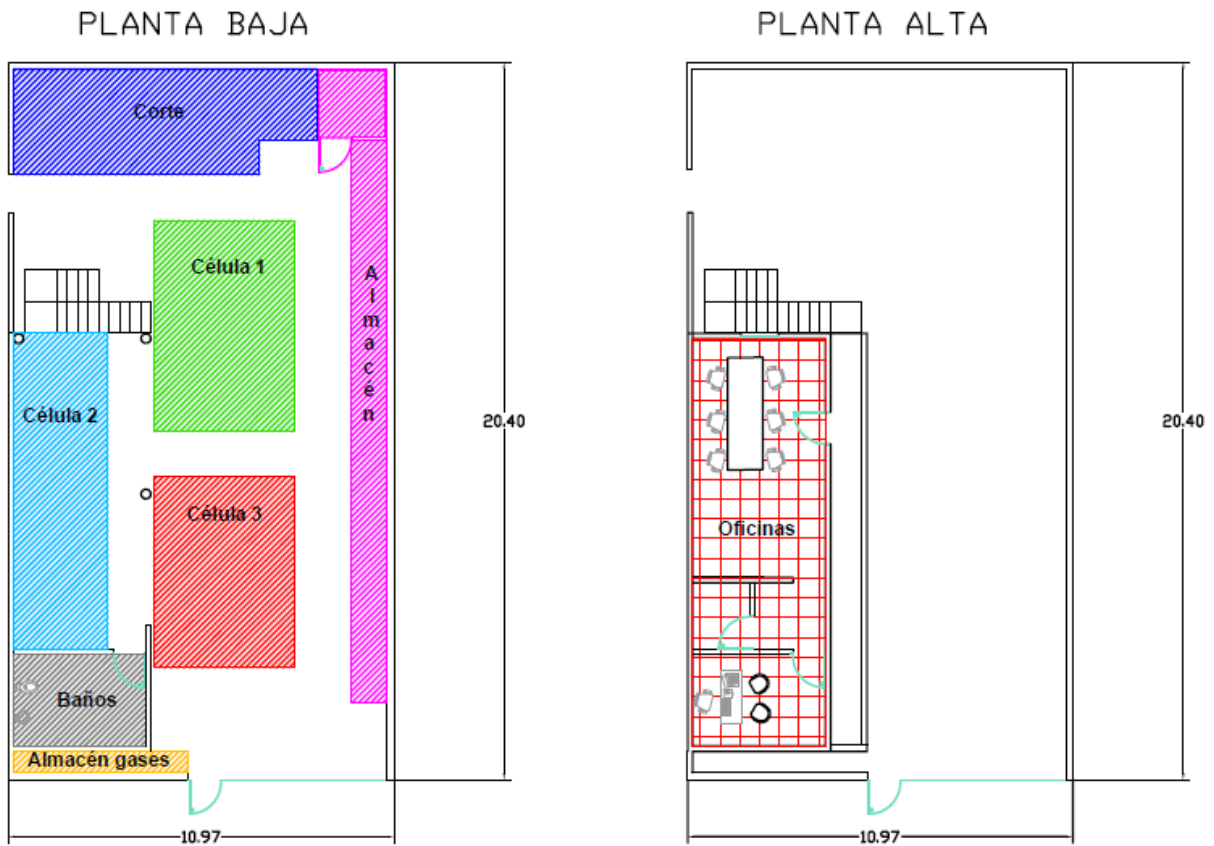 PLANTA BAJA
PLANTA ALTA
Corte
Célula 1
Almacén
Célula 2
20.40
20.40
Célula 3
Oficinas
Baños
Almacén gases
10.97
10.97